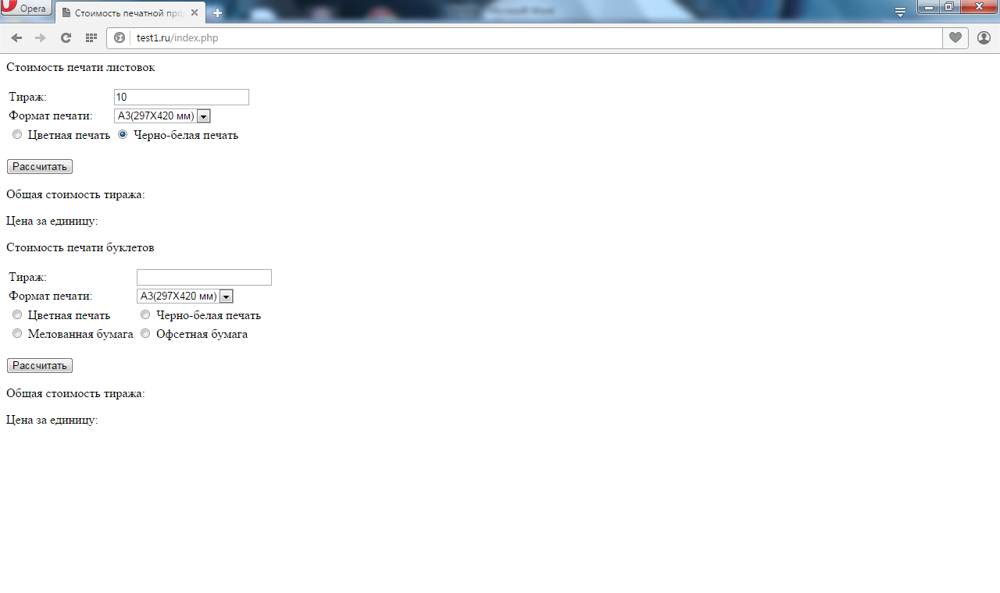 Opera
Стоимость печатной про
test1.ru/index.php
Стоимость печати листовок
Тираж: 10
Формат печати: A3(297X420 мм)
Цветная печать Черно-белая печать
Рассчитать
Общая стоимость тиража:
Цена за единицу:
Стоимость печати буклетов
Тираж:
Формат печати: A3(297X420 мм)
Цветная печать Черно-белая печать
Мелованная бумага Офсетная бумага
Рассчитать
Общая стоимость тиража:
Цена за единицу: